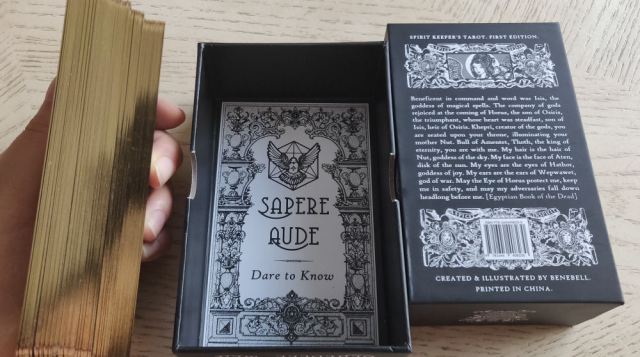 SAPERE
AUDE
Dare to Know
SPIRIT KEEPER'S TAROT. FIRST EDITION.
Beneficent in command and word was Isis, the
goddess of magical spells. The company of gods
rejoiced at the coming of Horus, the son of Osiris,
the triumphant, whose heart was steadfast, son of
Isis, heir of Osiris. Khepri, creator of the gods, you
are seated upon your throne, illuminating your
mother Nut. Bull of Amentet, Thoth, the king of
eternity, you are with me. My hair is the hair of
Nut, goddess of the sky. My face is the face of Aten,
disk of the sun. My eyes are the eyes of Hathor,
goddess of joy. My ears are the ears of Wepwawet,
god of war. May the Eye of Horus protect me, keep
me in safety, and may my adversaries fall down
headlong before me. [Egyptian Book of the Dead]
CREATED & ILLUSTRATED BY BENEBELL.
PRINTED IN CHINA.